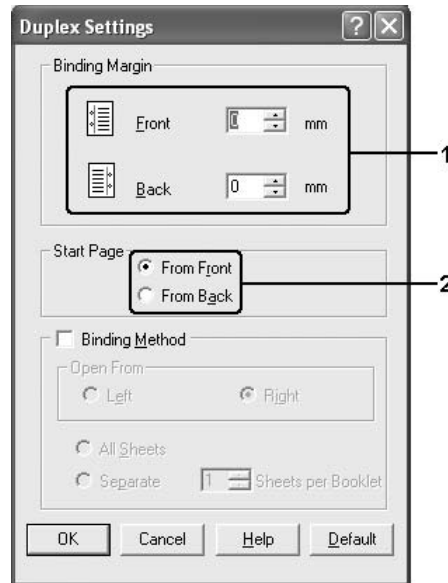 Duplex Settings
Binding Margin
Front 0 mm
1
Back 0 mm
Start Page
From Front
2
From Back
Binding Method
Open From
Left Right
All Sheets
Separate 1 Sheets per Booklet
OK Cancel Help Default